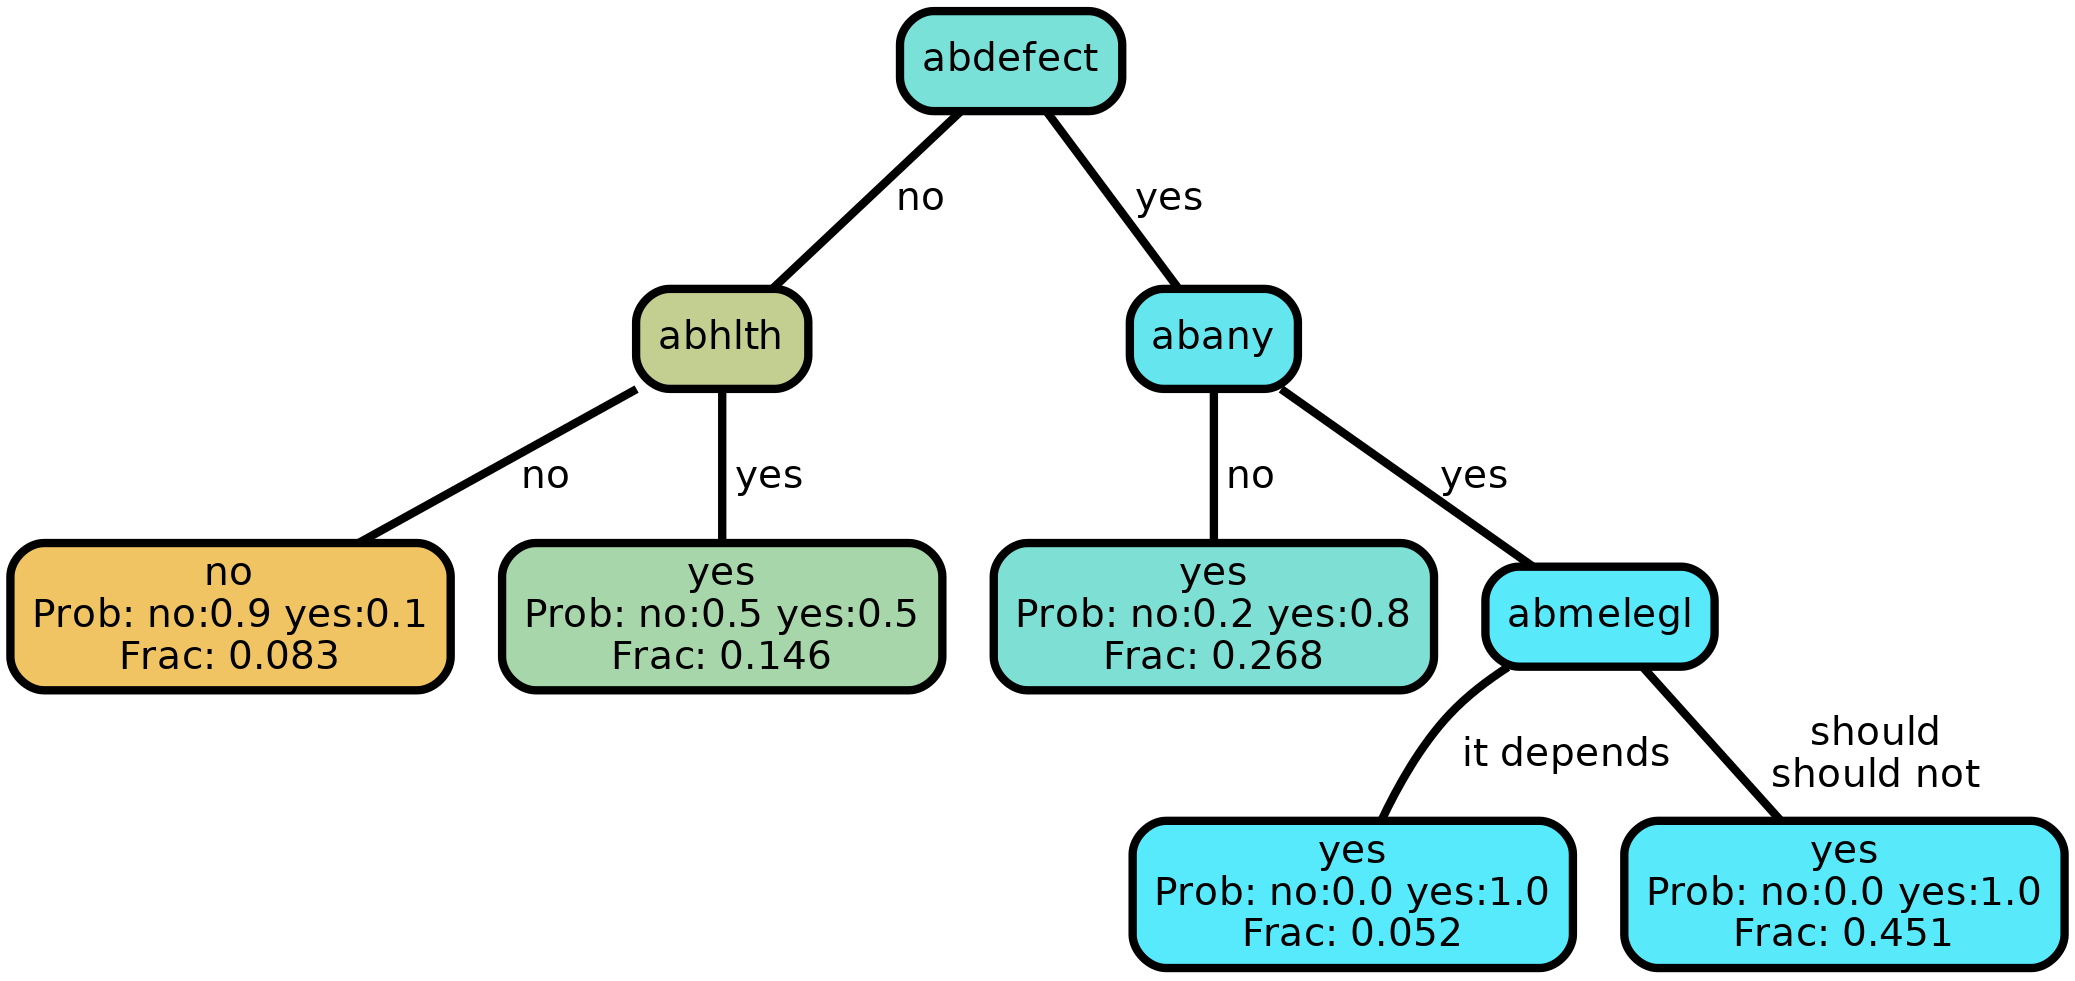 abdefect
no
yes
abhlth
abany
no
yes
no
yes
no
Prob: no:0.9 yes:0.1
Frac: 0.083
yes
Prob: no:0.5 yes:0.5
Frac: 0.146
yes
Prob: no:0.2 yes:0.8
Frac: 0.268
abmelegl
it depends
should
should not
yes
Prob: no:0.0 yes:1.0
Frac: 0.052
yes
Prob: no:0.0 yes:1.0
Frac: 0.451